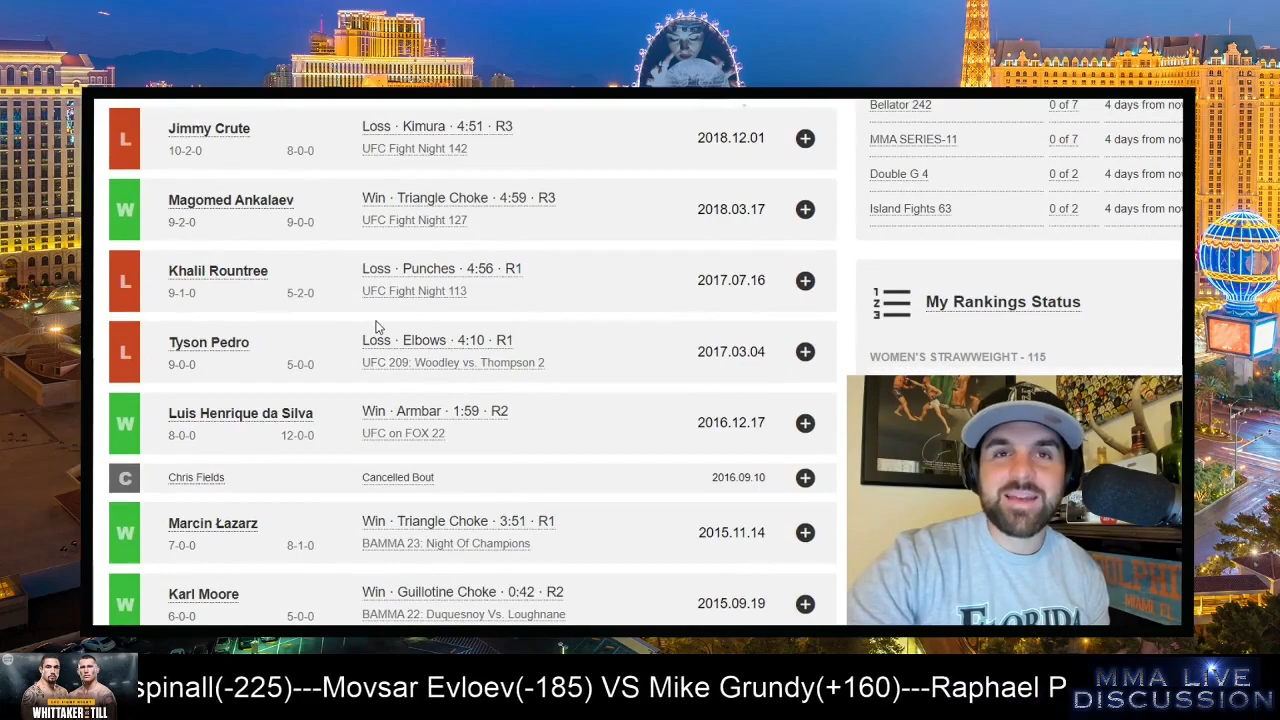 L
Jimmy Crute
Loss · Kimura · 4:51 · R3
2018.12.01
10-2-0
8-0-0
UFC Fight Night 142
W
Magomed Ankalaev
Win · Triangle Choke · 4:59 · R3
2018.03.17
9-2-0
9-0-0
UFC Fight Night 127
L
Khalil Rountree
Loss · Punches · 4:56 · R1
2017.07.16
9-1-0
5-2-0
UFC Fight Night 113
L
Tyson Pedro
Loss · Elbows · 4:10 · R1
2017.03.04
9-0-0
5-0-0
UFC 209: Woodley vs. Thompson 2
W
Luis Henrique da Silva
Win · Armbar · 1:59 · R2
2016.12.17
8-0-0
12-0-0
UFC on FOX 22
C
Chris Fields
Cancelled Bout
2016.09.10
W
Marcin Łazarz
Win · Triangle Choke · 3:51 · R1
2015.11.14
7-0-0
8-1-0
BAMMA 23: Night Of Champions
W
Karl Moore
Win · Guillotine Choke · 0:42 · R2
2015.09.19
6-0-0
5-0-0
BAMMA 22: Duquesnoy Vs. Loughnane
Bellator 242
0 of 7
4 days from now
MMA SERIES-11
0 of 7
4 days from now
Double G 4
0 of 2
4 days from now
Island Fights 63
0 of 2
4 days from now
1
2
3
My Rankings Status
WOMEN'S STRAWWEIGHT - 115
FLORIDA
MIAMI, FL
WHITTAKER
TILL
spinall(-225)---Movsar Evloev(-185) VS Mike Grundy(+160)---Raphael P
MMA LIVE
DISCUSSION